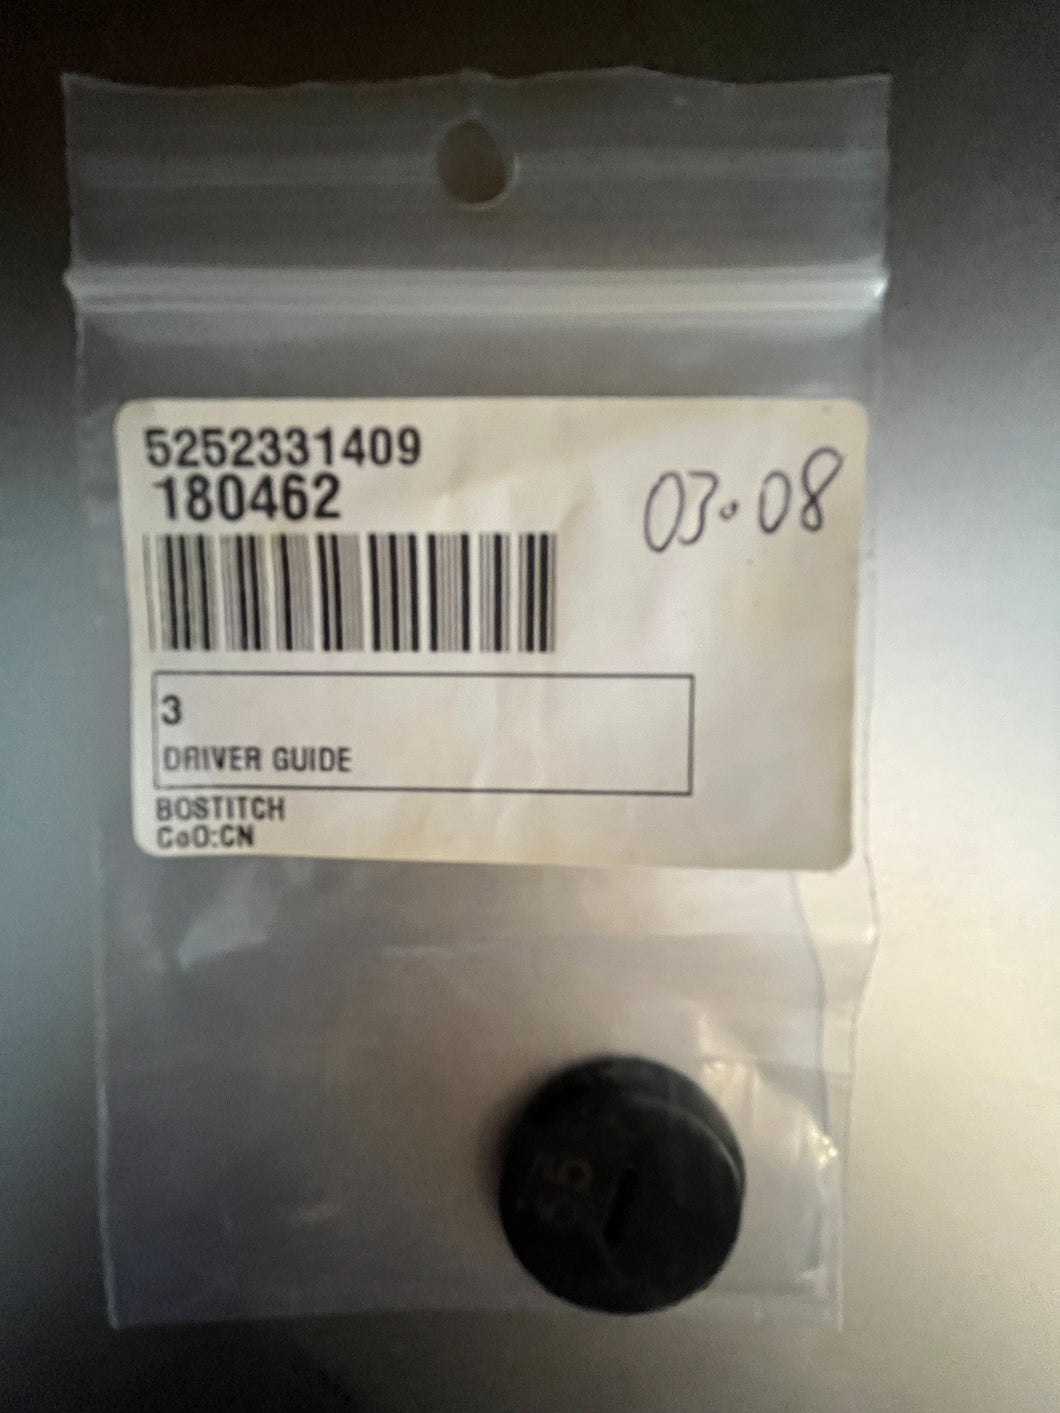 5252331409
180462
03.08
3
DRIVER GUIDE
BOSTITCH
CoO:CN